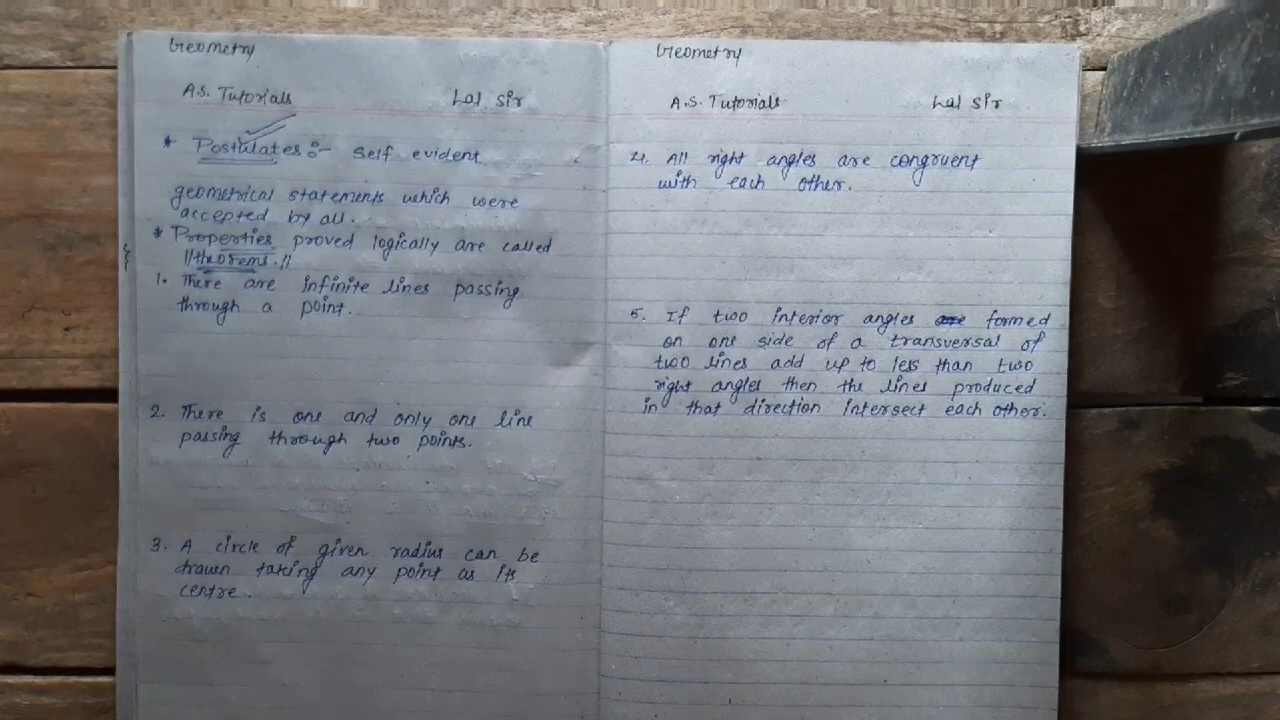 Geometry
A.S. Tutorials Lal Sir
* Postulates :- Self evident
geometrical statements which were
accepted by all.
* Properties proved logically are called
||theorems.||
1. There are infinite lines passing
through a point.
2. There is one and only one line
passing through two points.
3. A circle of given radius can be
drawn taking any point as its
centre.
Geometry
A.S. Tutorials Lal Sir
4. All right angles are congruent
with each other.
5. If two interior angles are formed
on one side of a transversal of
two lines add up to less than two
right angles then the lines produced
in that direction intersect each other.